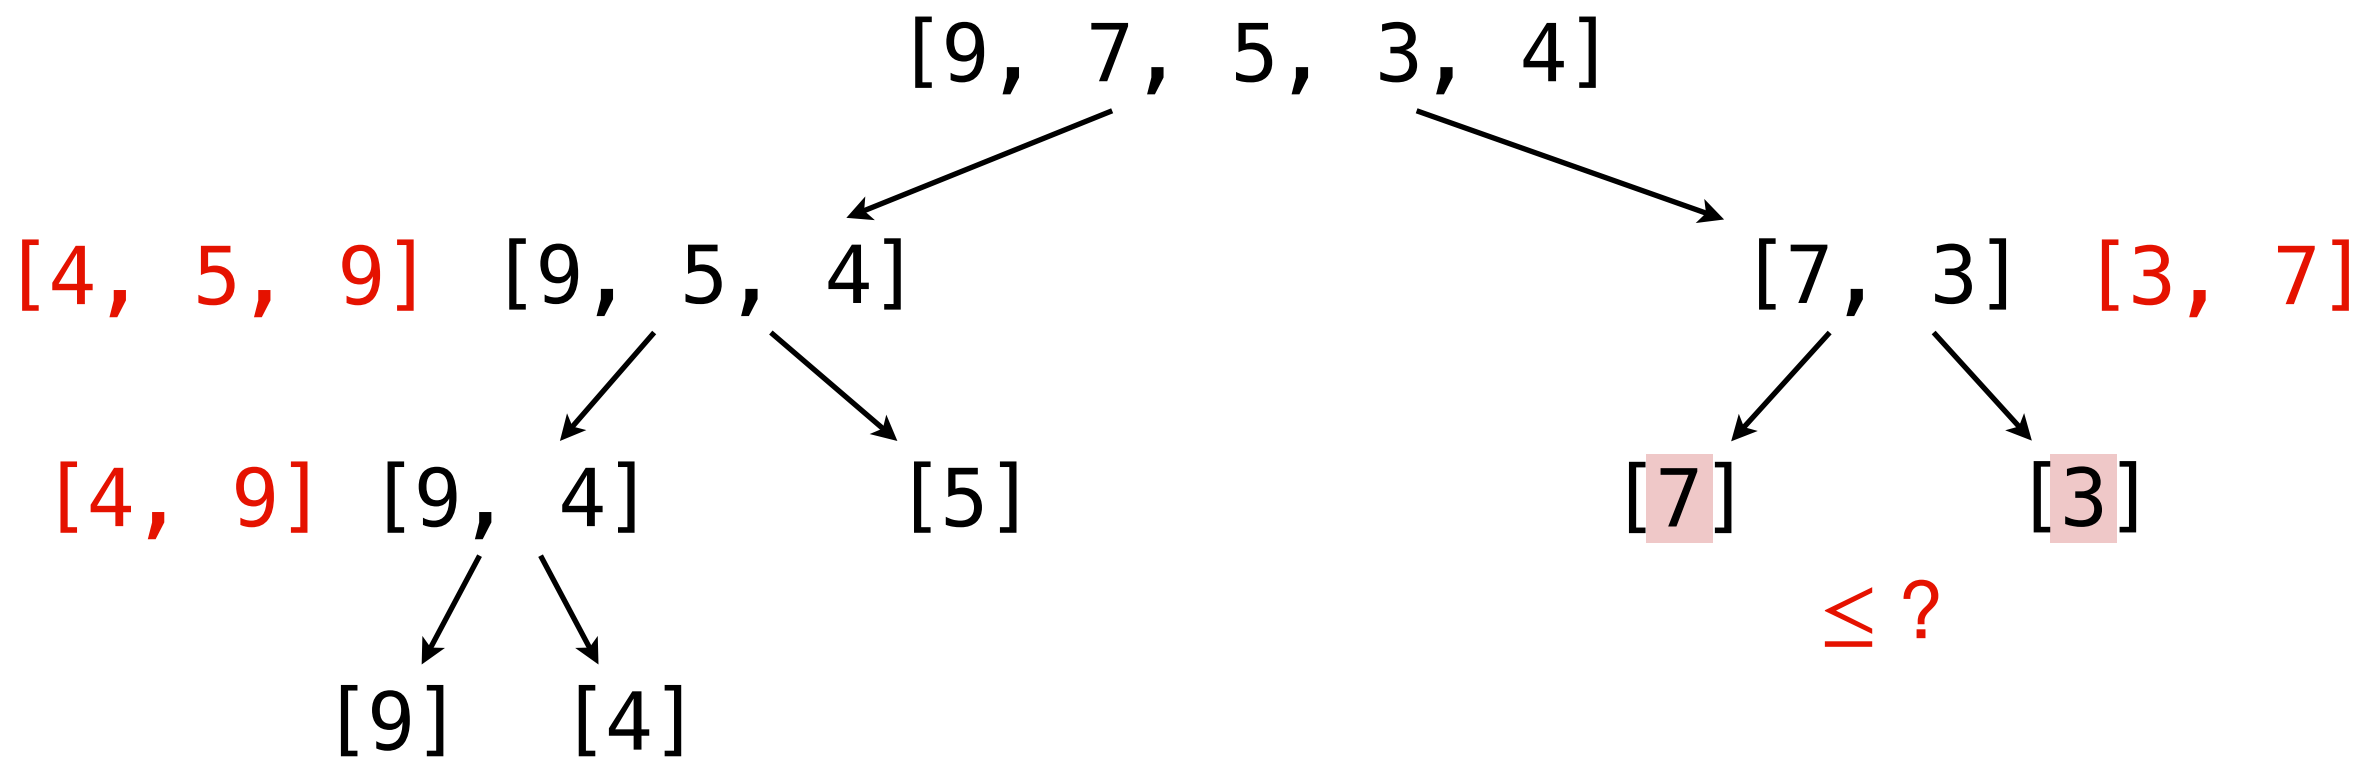 [9, 7, 5, 3, 4]
[4, 5, 9] [9, 5, 4] [7, 3] [3, 7]
[4, 9] [9, 4] [5] [7] [3]
≤ ?
[9] [4]